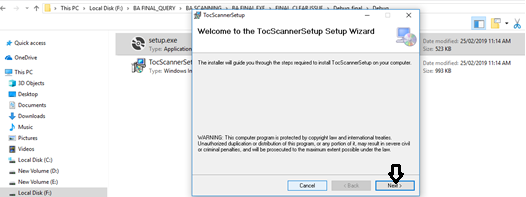 This PC > Local Disk (F:) > BA FINAL_QUERY > BA SCANNING > BA FINAL EXE > FINAL CLEAR ISSUE > Debug final > Debug
Quick access
OneDrive
This PC
3D Objects
Desktop
Documents
Downloads
Music
Pictures
Videos
Local Disk (C:)
New Volume (D:)
New Volume (E:)
Local Disk (F:)
setup.exe
Type: Application
TocScannerSetup
Type: Windows In
TocScannerSetup
Welcome to the TocScannerSetup Setup Wizard
The installer will guide you through the steps required to install TocScannerSetup on your computer.
WARNING: This computer program is protected by copyright law and international treaties.
Unauthorized duplication or distribution of this program, or any portion of it, may result in severe civil
or criminal penalties, and will be prosecuted to the maximum extent possible under the law.
Cancel
< Back
Next >
Date modified: 25/02/2019 11:14 AM
Size: 523 KB
Date modified: 25/02/2019 11:14 AM
Size: 993 KB